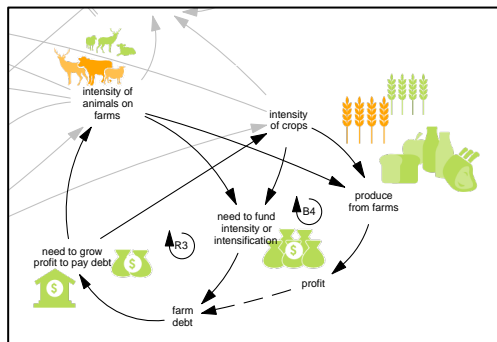 intensity of
animals on
farms
intensity
of crops
produce
from farms
need to fund
intensity or
intensification
B4
R3
need to grow
profit to pay debt
$
$
$
profit
farm
debt